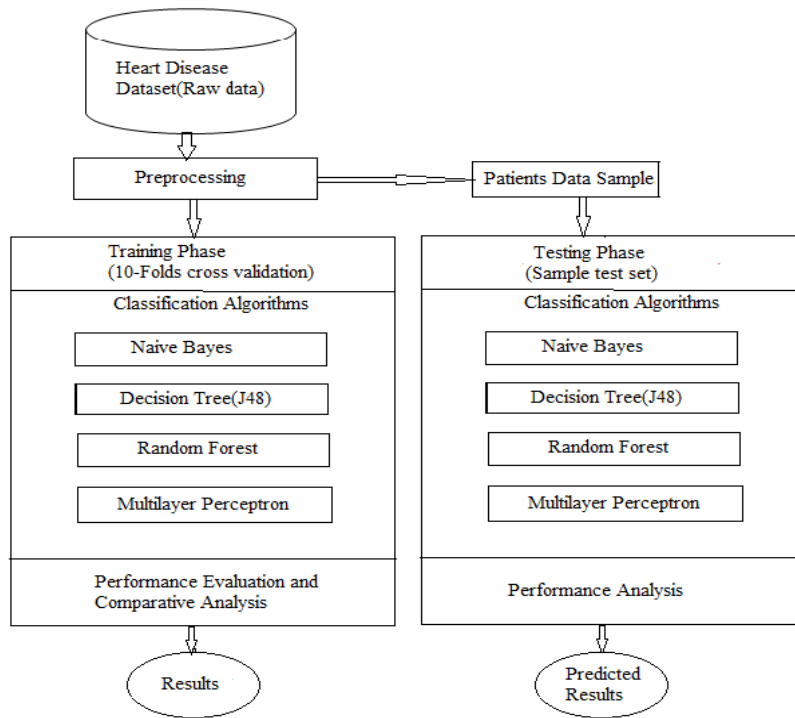 Heart Disease
Dataset(Raw data)
Preprocessing
Patients Data Sample
Training Phase
(10-Folds cross validation)
Classification Algorithms
Naive Bayes
Decision Tree(J48)
Random Forest
Multilayer Perceptron
Performance Evaluation and
Comparative Analysis
Results
Testing Phase
(Sample test set)
Classification Algorithms
Naive Bayes
Decision Tree(J48)
Random Forest
Multilayer Perceptron
Performance Analysis
Predicted
Results